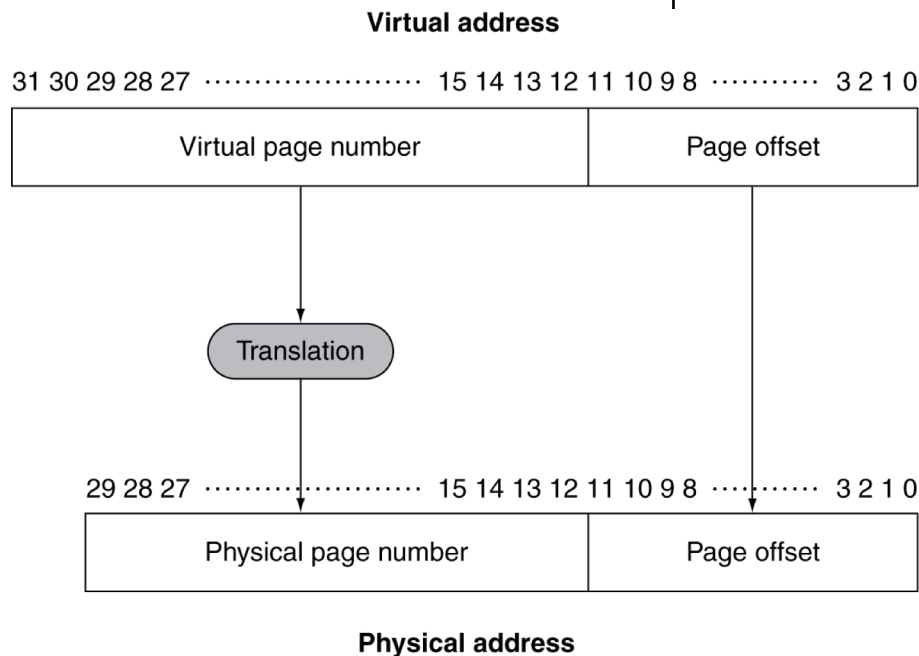 Virtual address
31 30 29 28 27 ······················ 15 14 13 12 11 10 9 8 ··········· 3 2 1 0
Virtual page number Page offset
Translation
29 28 27 ······················ 15 14 13 12 11 10 9 8 ··········· 3 2 1 0
Physical page number Page offset
Physical address